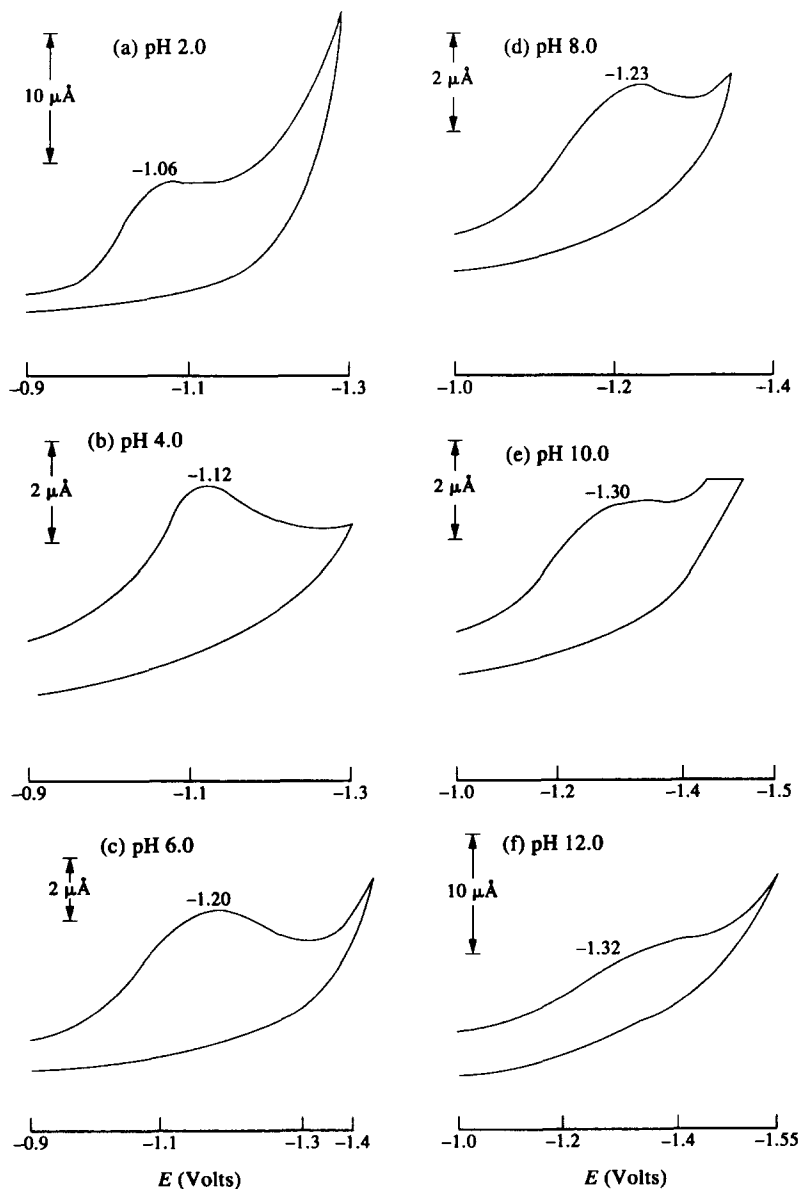 (a) pH 2.0
10 μÅ
−1.06
−0.9 −1.1 −1.3
(b) pH 4.0
2 μÅ
−1.12
−0.9 −1.1 −1.3
(c) pH 6.0
2 μÅ
−1.20
−0.9 −1.1 −1.3 −1.4
E (Volts)
(d) pH 8.0
2 μÅ
−1.23
−1.0 −1.2 −1.4
(e) pH 10.0
2 μÅ
−1.30
−1.0 −1.2 −1.4 −1.5
(f) pH 12.0
10 μÅ
−1.32
−1.0 −1.2 −1.4 −1.55
E (Volts)